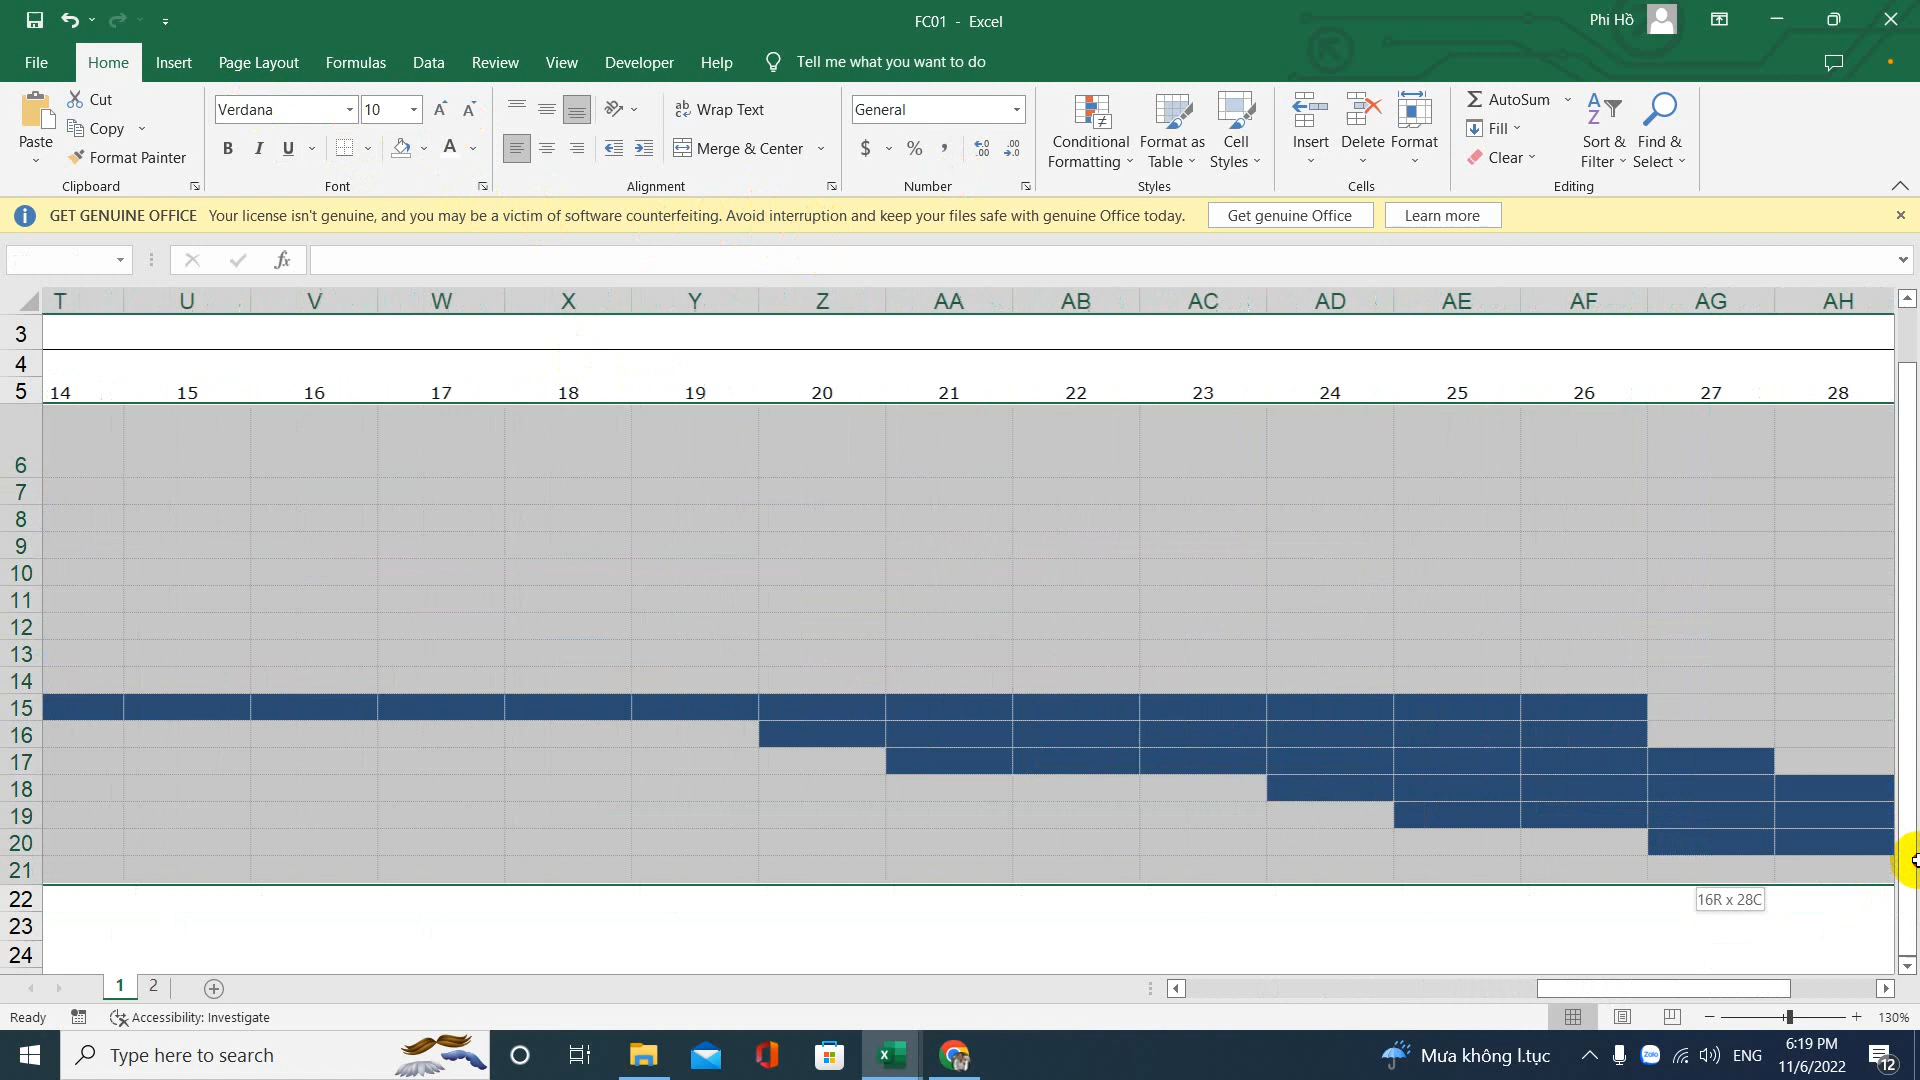 FC01 - Excel
Phi Hồ
File Home Insert Page Layout Formulas Data Review View Developer Help Tell me what you want to do
Paste
Cut
Copy
Format Painter
Clipboard
Verdana 10
B I U
Font
Wrap Text
Merge & Center
Alignment
General
$ % ,
Number
Conditional Formatting
Format as Table
Cell Styles
Styles
Insert Delete Format
Cells
AutoSum
Fill
Clear
Sort & Filter
Find & Select
Editing
GET GENUINE OFFICE Your license isn't genuine, and you may be a victim of software counterfeiting. Avoid interruption and keep your files safe with genuine Office today. Get genuine Office Learn more
fx
T U V W X Y Z AA AB AC AD AE AF AG AH
3
4
5 14 15 16 17 18 19 20 21 22 23 24 25 26 27 28
6
7
8
9
10
11
12
13
14
15
16
17
18
19
20
21
22 16R x 28C
23
24
1 2
Ready Accessibility: Investigate 130%
Type here to search
Mưa không l.tục
Zalo
ENG
6:19 PM
11/6/2022
12